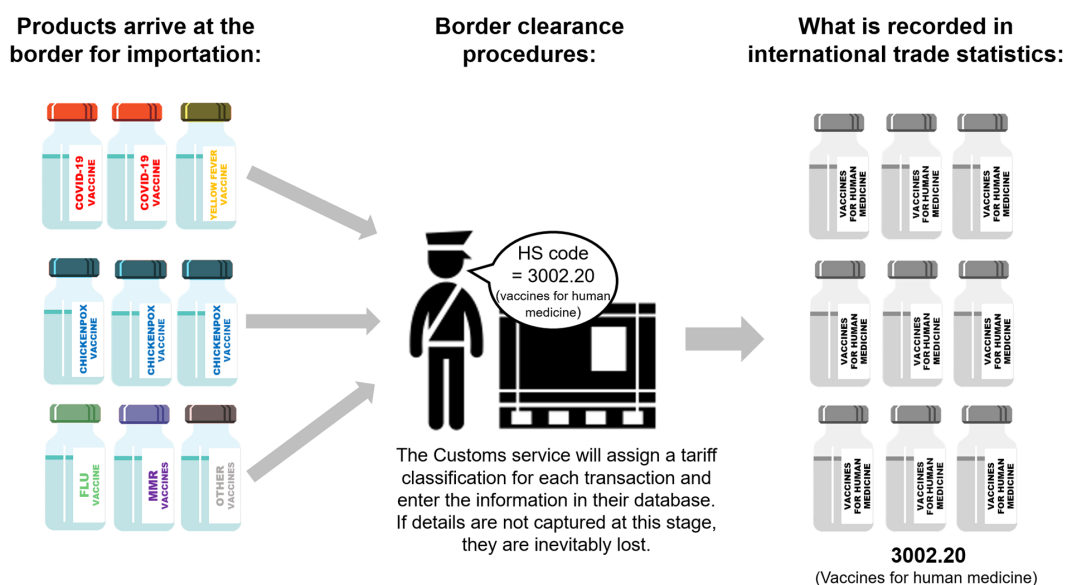 Products arrive at the
border for importation:
Border clearance
procedures:
What is recorded in
international trade statistics:
COVID-19
VACCINE
COVID-19
VACCINE
YELLOW FEVER
VACCINE
CHICKENPOX
VACCINE
CHICKENPOX
VACCINE
CHICKENPOX
VACCINE
FLU
VACCINE
MMR
VACCINES
OTHER
VACCINES
HS code
= 3002.20
(vaccines for human
medicine)
The Customs service will assign a tariff
classification for each transaction and
enter the information in their database.
If details are not captured at this stage,
they are inevitably lost.
VACCINES
FOR HUMAN
MEDICINE
VACCINES
FOR HUMAN
MEDICINE
VACCINES
FOR HUMAN
MEDICINE
VACCINES
FOR HUMAN
MEDICINE
VACCINES
FOR HUMAN
MEDICINE
VACCINES
FOR HUMAN
MEDICINE
VACCINES
FOR HUMAN
MEDICINE
VACCINES
FOR HUMAN
MEDICINE
VACCINES
FOR HUMAN
MEDICINE
3002.20
(Vaccines for human medicine)